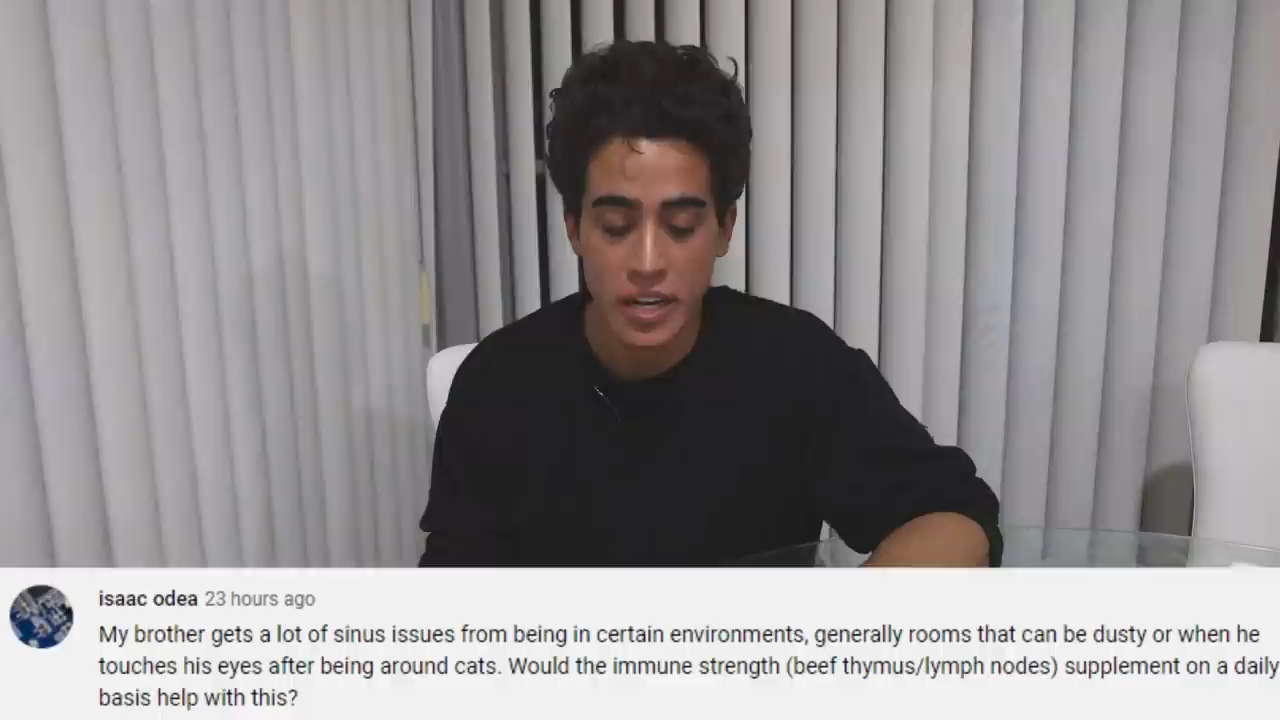 isaac odea 23 hours ago
My brother gets a lot of sinus issues from being in certain environments, generally rooms that can be dusty or when he
touches his eyes after being around cats. Would the immune strength (beef thymus/lymph nodes) supplement on a daily
basis help with this?